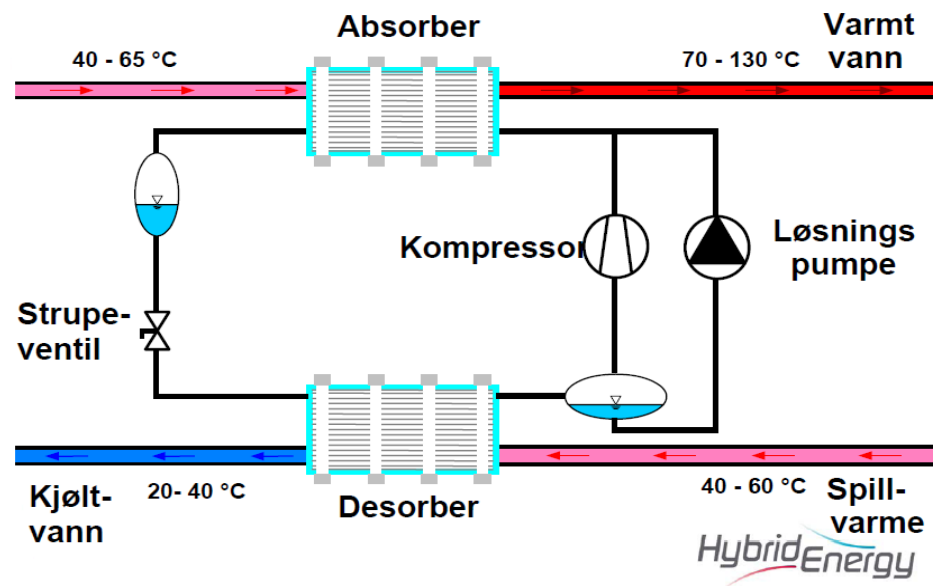 Absorber
Varmt
vann
40 - 65 °C
70 - 130 °C
Kompressor
Løsnings
pumpe
Strupe-
ventil
20- 40 °C
40 - 60 °C
Kjølt-
vann
Desorber
Spill-
varme
HybridEnergy